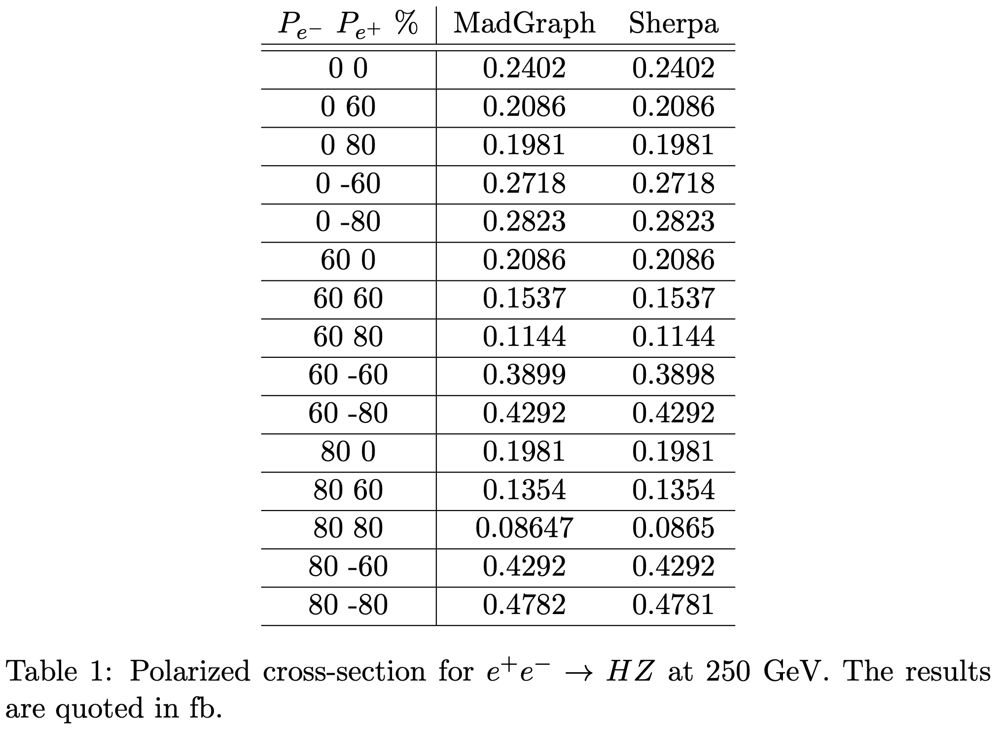 P_{e^-} P_{e^+} % MadGraph Sherpa
0 0 0.2402 0.2402
0 60 0.2086 0.2086
0 80 0.1981 0.1981
0 -60 0.2718 0.2718
0 -80 0.2823 0.2823
60 0 0.2086 0.2086
60 60 0.1537 0.1537
60 80 0.1144 0.1144
60 -60 0.3899 0.3898
60 -80 0.4292 0.4292
80 0 0.1981 0.1981
80 60 0.1354 0.1354
80 80 0.08647 0.0865
80 -60 0.4292 0.4292
80 -80 0.4782 0.4781
Table 1: Polarized cross-section for e⁺e⁻ → HZ at 250 GeV. The results
are quoted in fb.